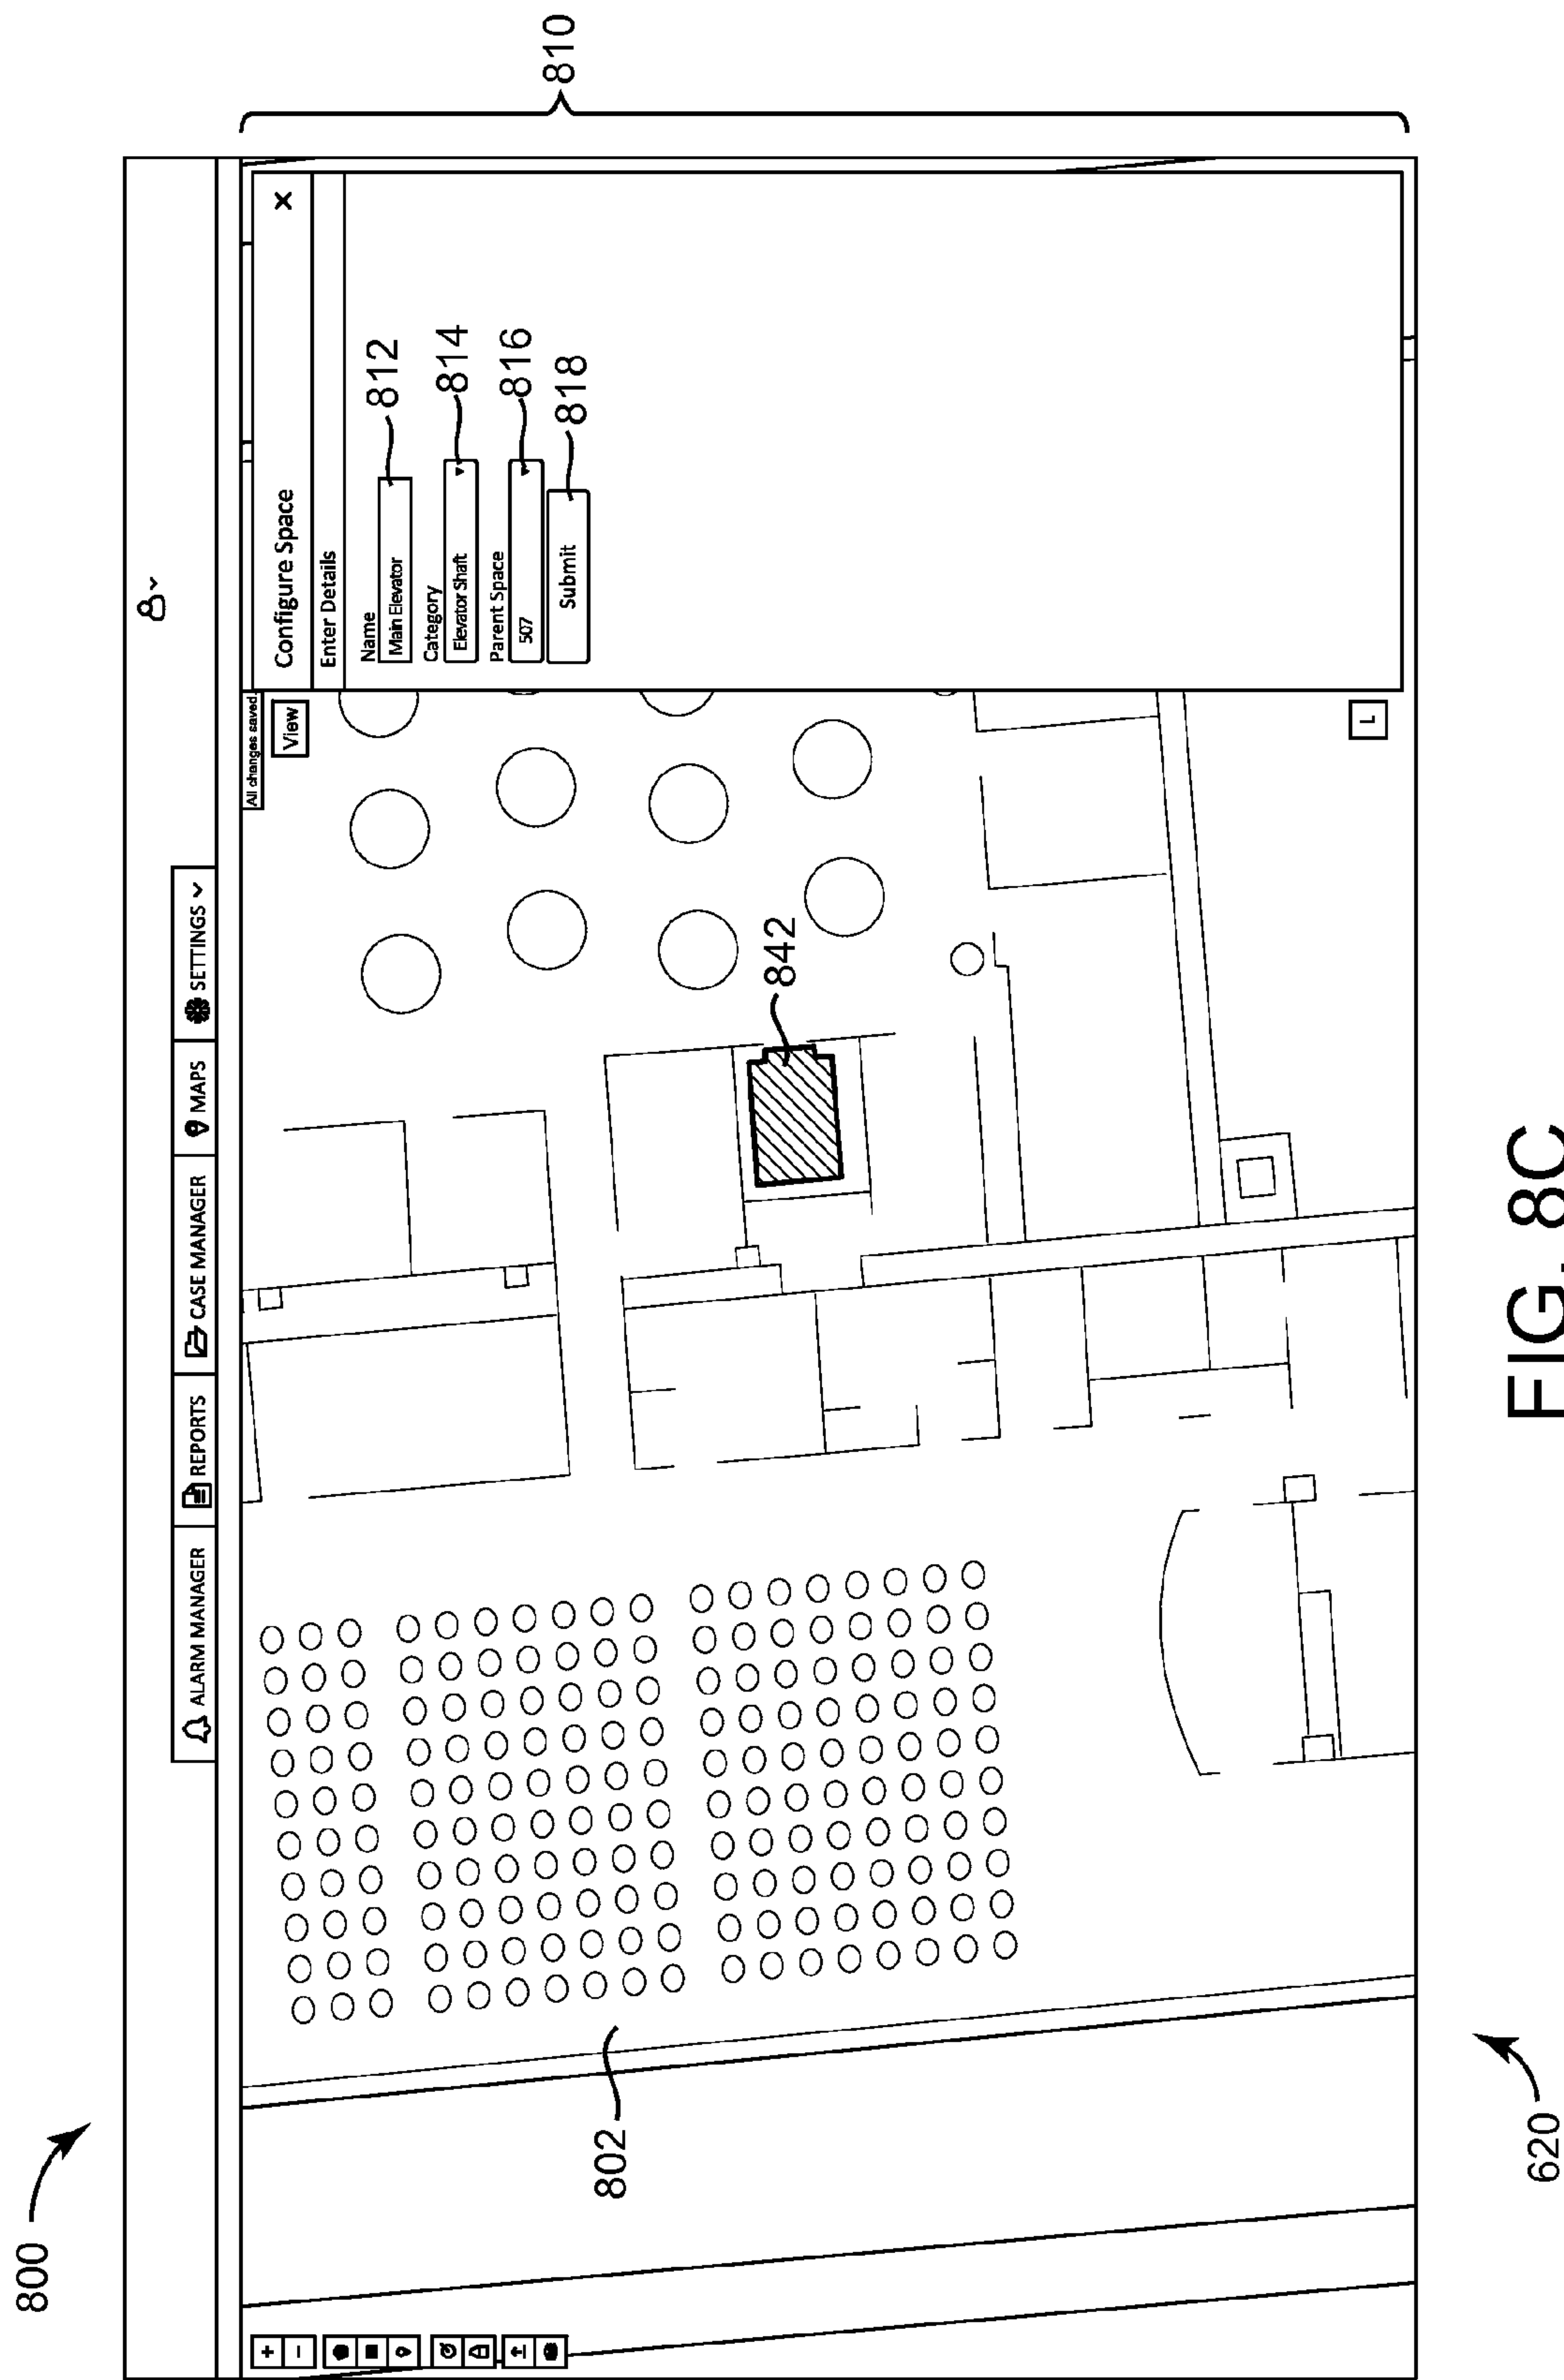 800
ALARM MANAGER
REPORTS
CASE MANAGER
MAPS
SETTINGS
+
-
All changes saved.
View
Configure Space
X
Enter Details
Name
Main Elevator
812
Category
Elevator Shaft
814
Parent Space
507
816
Submit
818
810
802
842
L
620
FIG. 8C